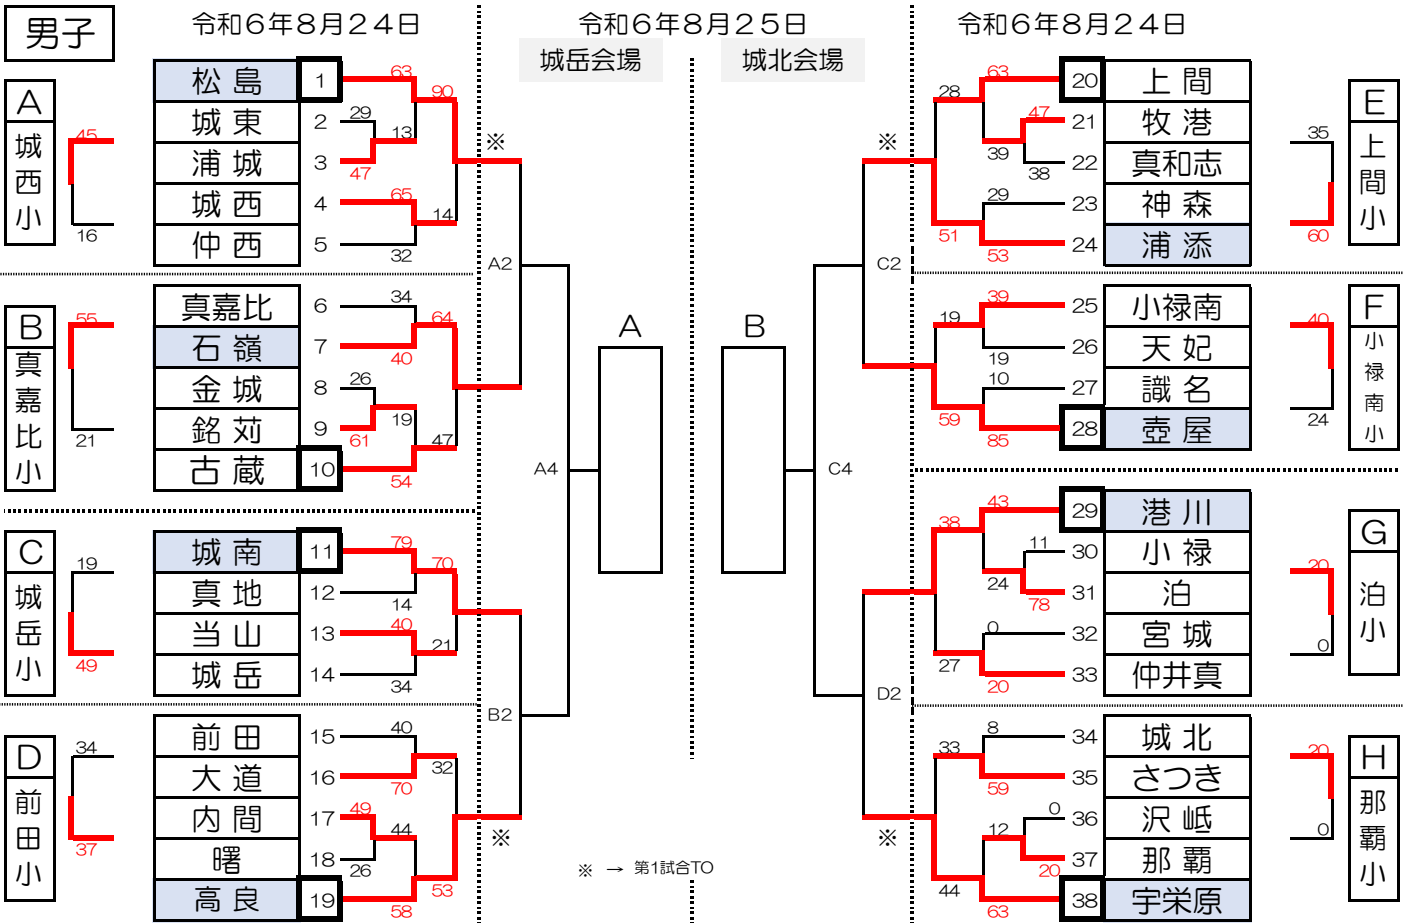 男子
令和６年８月２４日
令和６年８月２５日
令和６年８月２４日
城岳会場
城北会場
A
城西小
45
16
松島 1
城東 2
浦城 3
城西 4
仲西 5
63
29
47
13
90
65
32
14
※
B
真嘉比小
55
21
真嘉比 6
石嶺 7
金城 8
銘苅 9
古蔵 10
34
40
64
26
61
19
54
47
A2
C
城岳小
19
49
城南 11
真地 12
当山 13
城岳 14
79
14
70
40
34
21
D
前田小
34
37
前田 15
大道 16
内間 17
曙 18
高良 19
40
70
32
49
26
44
58
53
B2
※
A4
A
B
C4
※ → 第1試合TO
E
上間小
35
60
20 上間
21 牧港
22 真和志
23 神森
24 浦添
63
28
47
39
38
29
53
51
※
C2
F
小禄南小
40
24
25 小禄南
26 天妃
27 識名
28 壺屋
39
19
19
10
85
59
G
泊小
20
0
29 港川
30 小禄
31 泊
32 宮城
33 仲井真
43
38
11
24
78
0
20
27
D2
H
那覇小
20
0
34 城北
35 さつき
36 沢岻
37 那覇
38 宇栄原
8
33
59
0
12
20
63
44
※